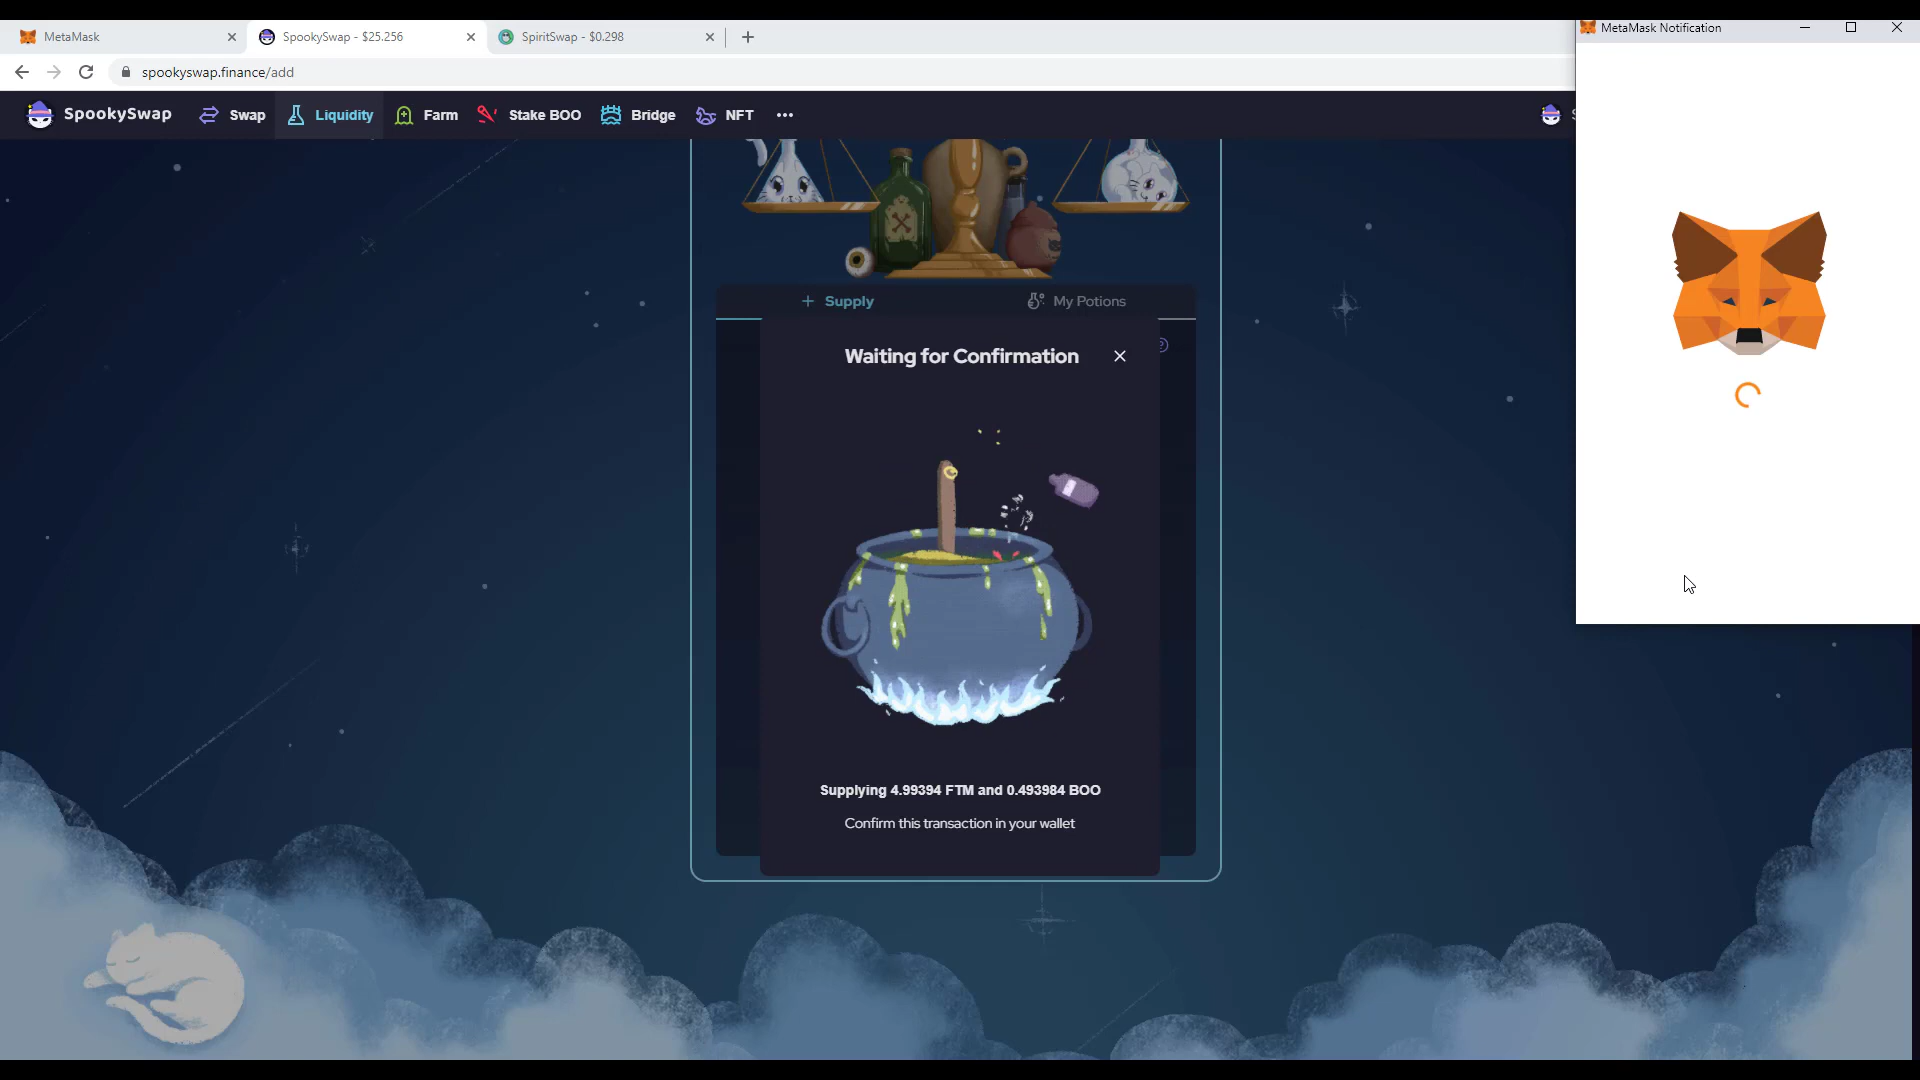 MetaMask
SpookySwap - $25.256
SpiritSwap - $0.298
MetaMask Notification
spookyswap.finance/add
SpookySwap
Swap
Liquidity
Farm
Stake BOO
Bridge
NFT
Supply
My Potions
Waiting for Confirmation
Supplying 4.99394 FTM and 0.493984 BOO
Confirm this transaction in your wallet